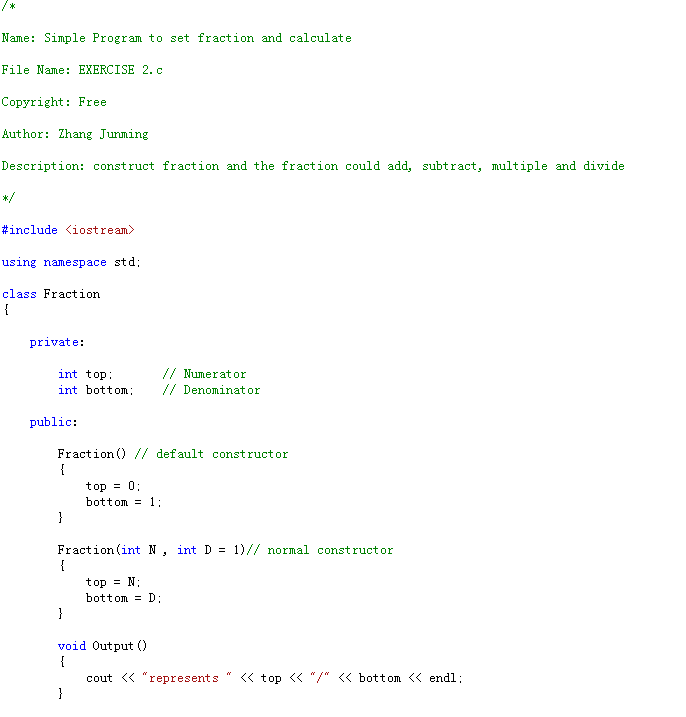 /*
Name: Simple Program to set fraction and calculate
File Name: EXERCISE 2.c
Copyright: Free
Author: Zhang Junming
Description: construct fraction and the fraction could add, subtract, multiple and divide
*/
#include <iostream>
using namespace std;
class Fraction
{
private:
int top; // Numerator
int bottom; // Denominator
public:
Fraction() // default constructor
{
top = 0;
bottom = 1;
}
Fraction(int N , int D = 1)// normal constructor
{
top = N;
bottom = D;
}
void Output()
{
cout << "represents " << top << "/" << bottom << endl;
}